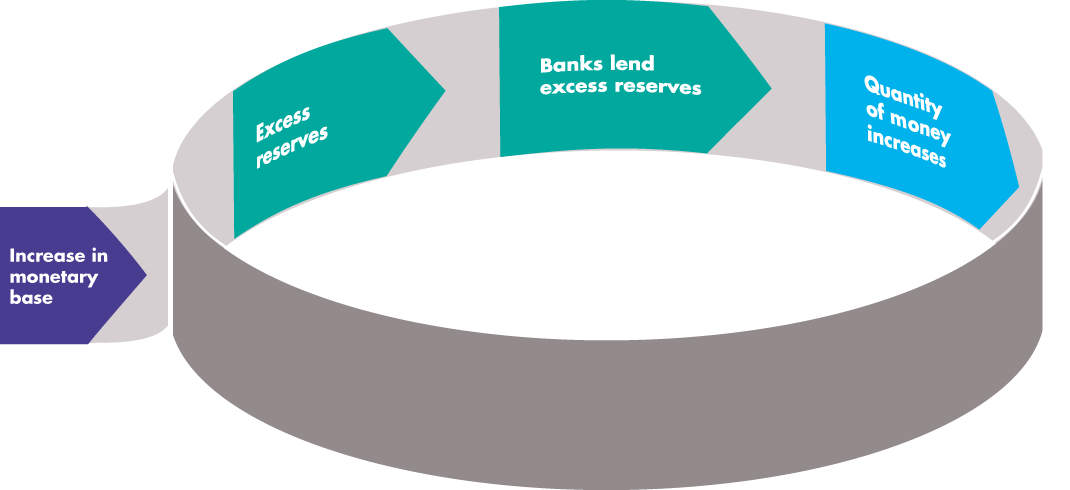 Increase in
monetary
base
Excess
reserves
Banks lend
excess reserves
Quantity
of money
increases